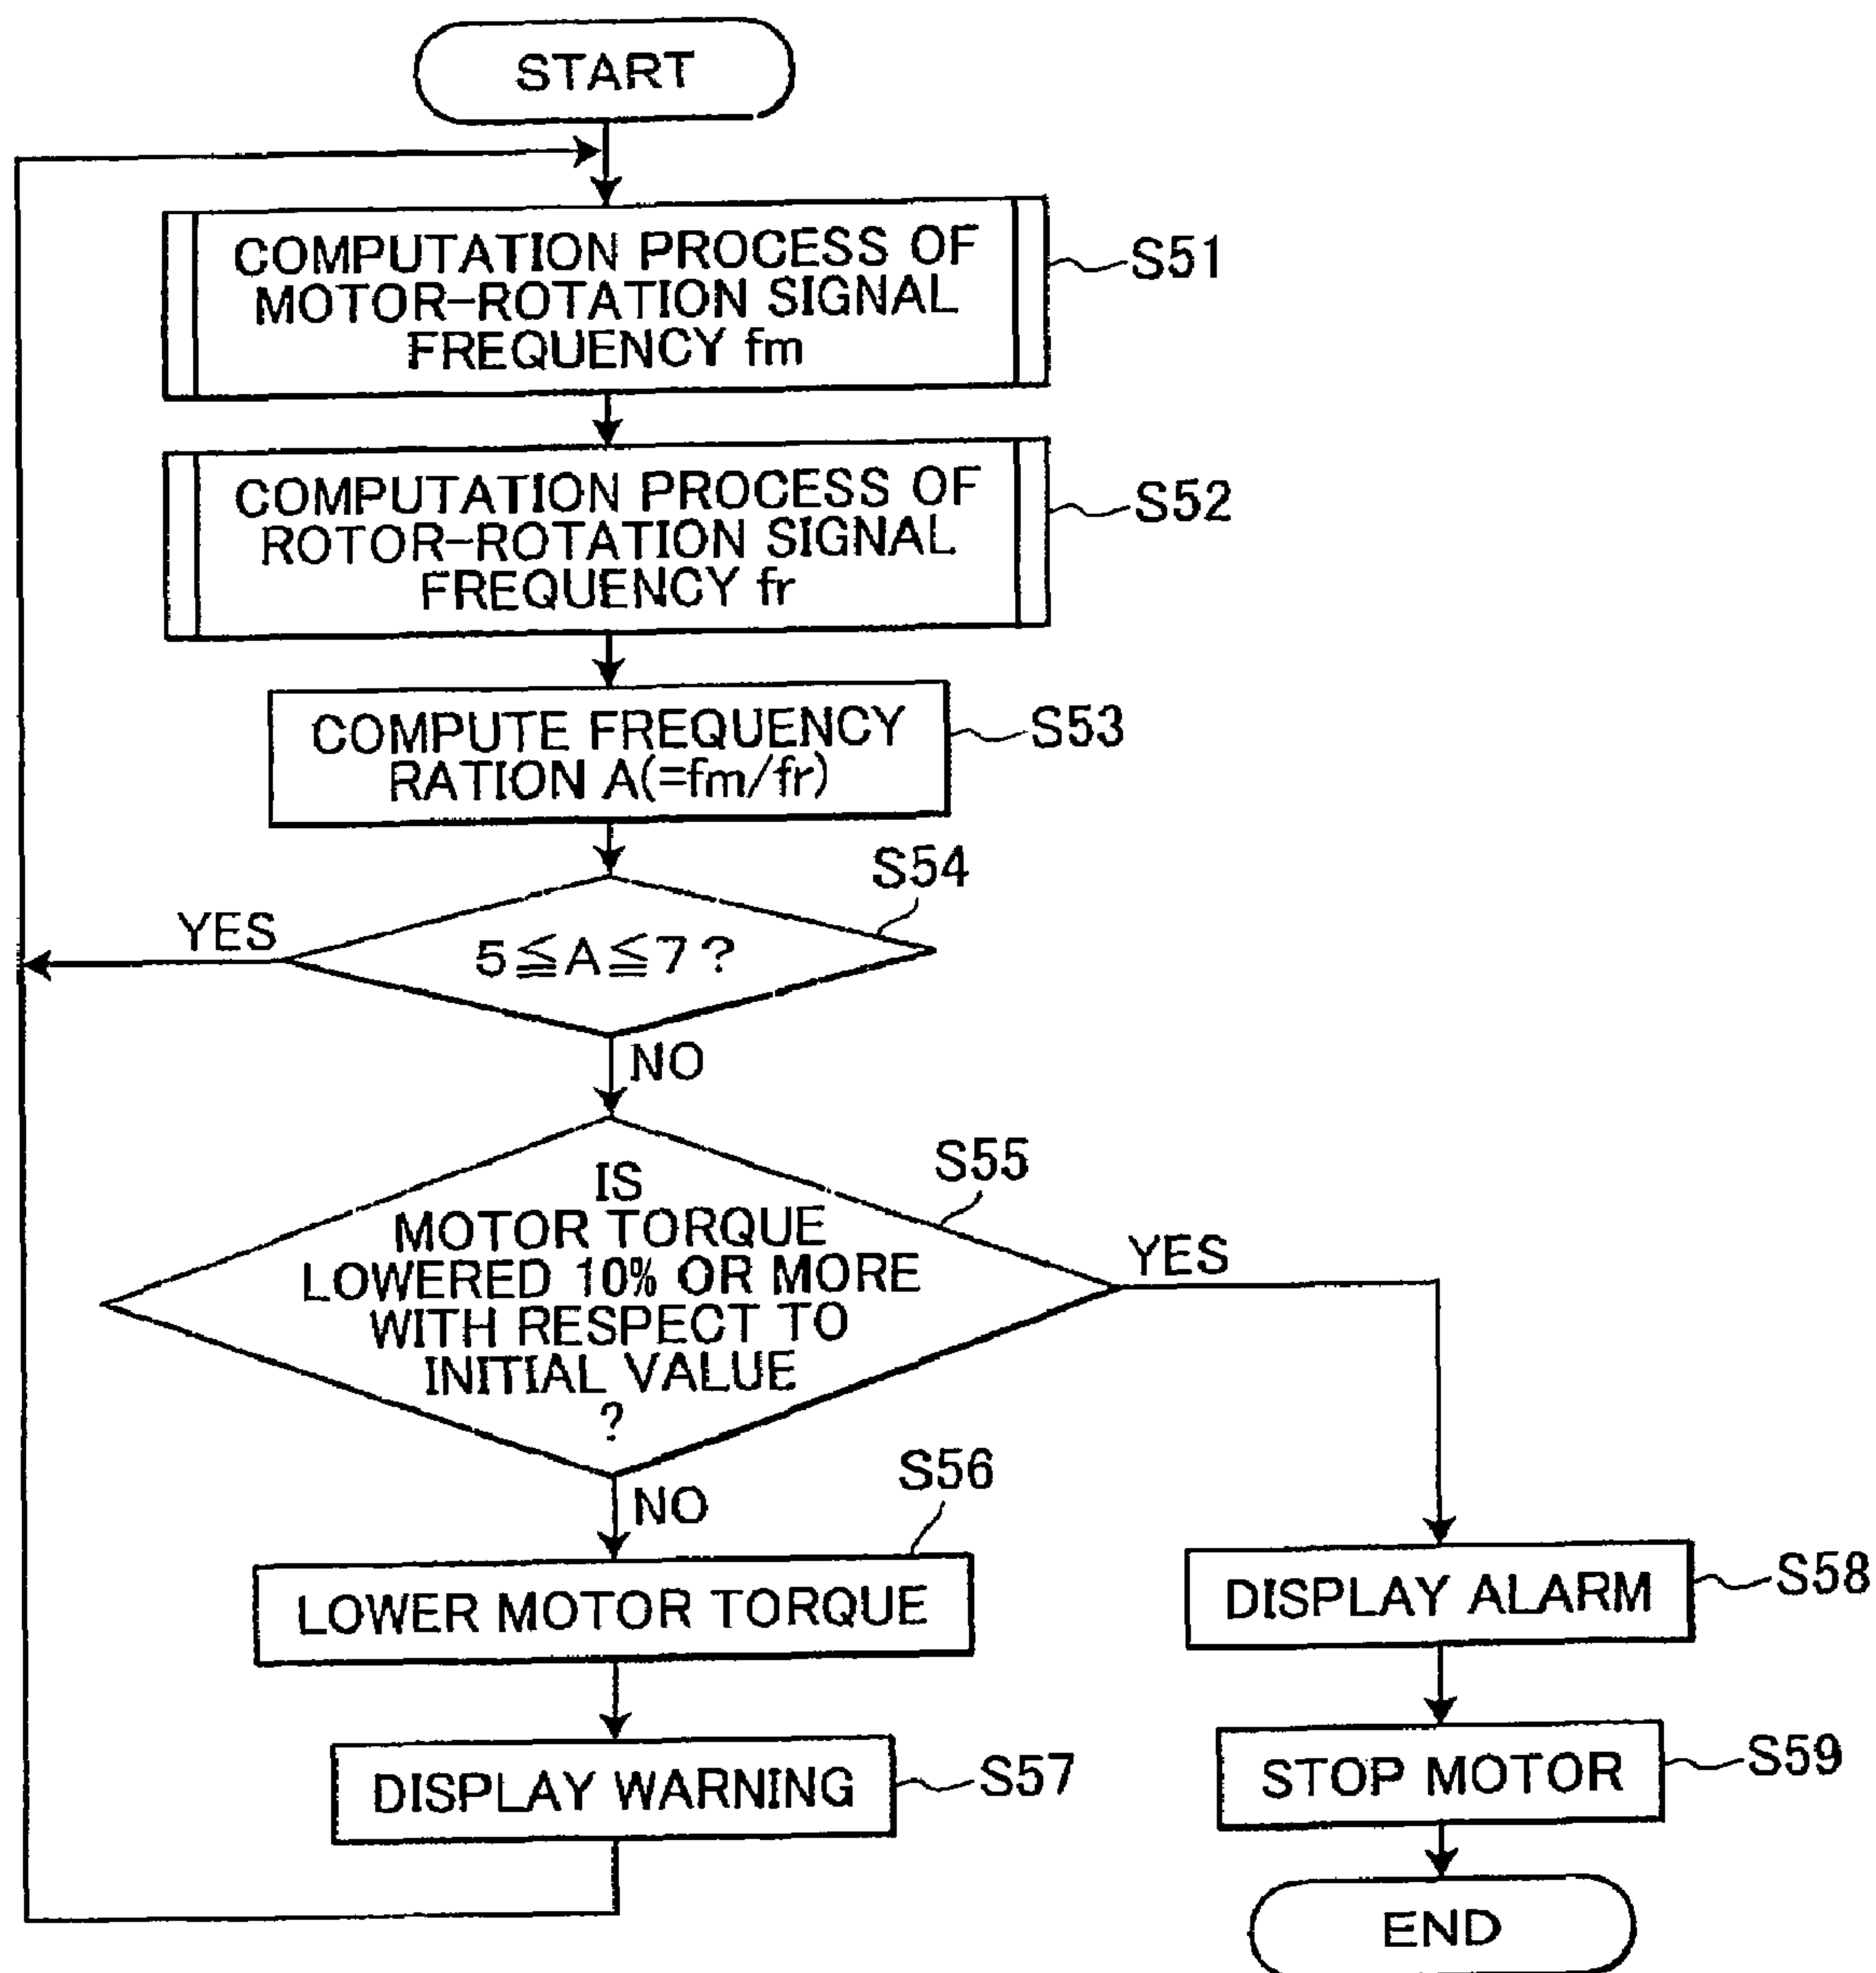 START
COMPUTATION PROCESS OF
MOTOR-ROTATION SIGNAL
FREQUENCY fm
S51
COMPUTATION PROCESS OF
ROTOR-ROTATION SIGNAL
FREQUENCY fr
S52
COMPUTE FREQUENCY
RATION A(=fm/fr)
S53
S54
YES
5≦A≦7?
NO
S55
IS
MOTOR TORQUE
LOWERED 10% OR MORE
WITH RESPECT TO
INITIAL VALUE
?
YES
NO
S56
LOWER MOTOR TORQUE
DISPLAY ALARM
S58
DISPLAY WARNING
S57
STOP MOTOR
S59
END